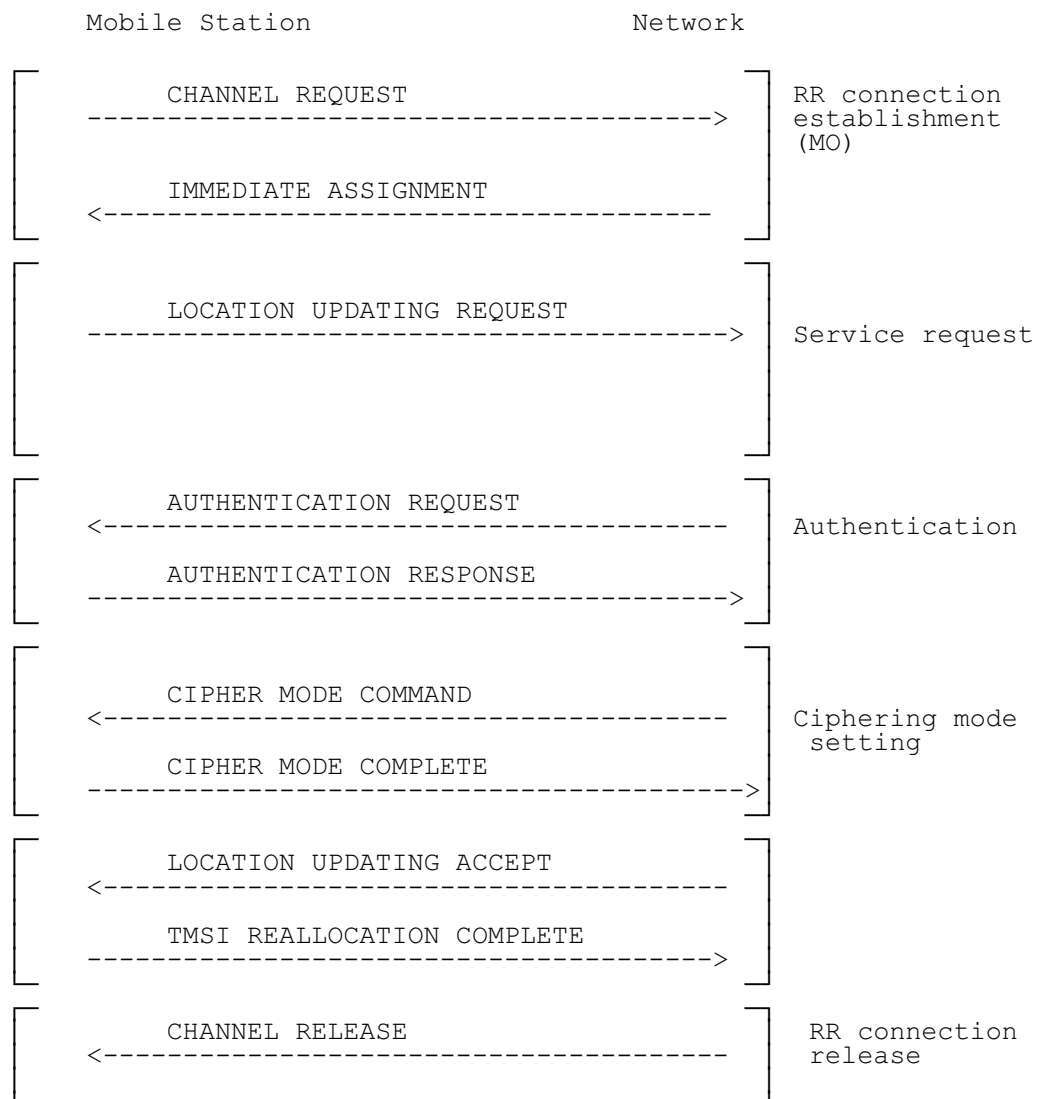 Mobile Station Network
CHANNEL REQUEST RR connection
-----------------------------------------> establishment
(MO)
IMMEDIATE ASSIGNMENT
<---------------------------------------
LOCATION UPDATING REQUEST
-----------------------------------------> Service request
AUTHENTICATION REQUEST
<--------------------------------------- Authentication
AUTHENTICATION RESPONSE
----------------------------------------->
CIPHER MODE COMMAND
<--------------------------------------- Ciphering mode
setting
CIPHER MODE COMPLETE
----------------------------------------->
LOCATION UPDATING ACCEPT
<---------------------------------------
TMSI REALLOCATION COMPLETE
--------------------------------------->
CHANNEL RELEASE RR connection
<--------------------------------------- release